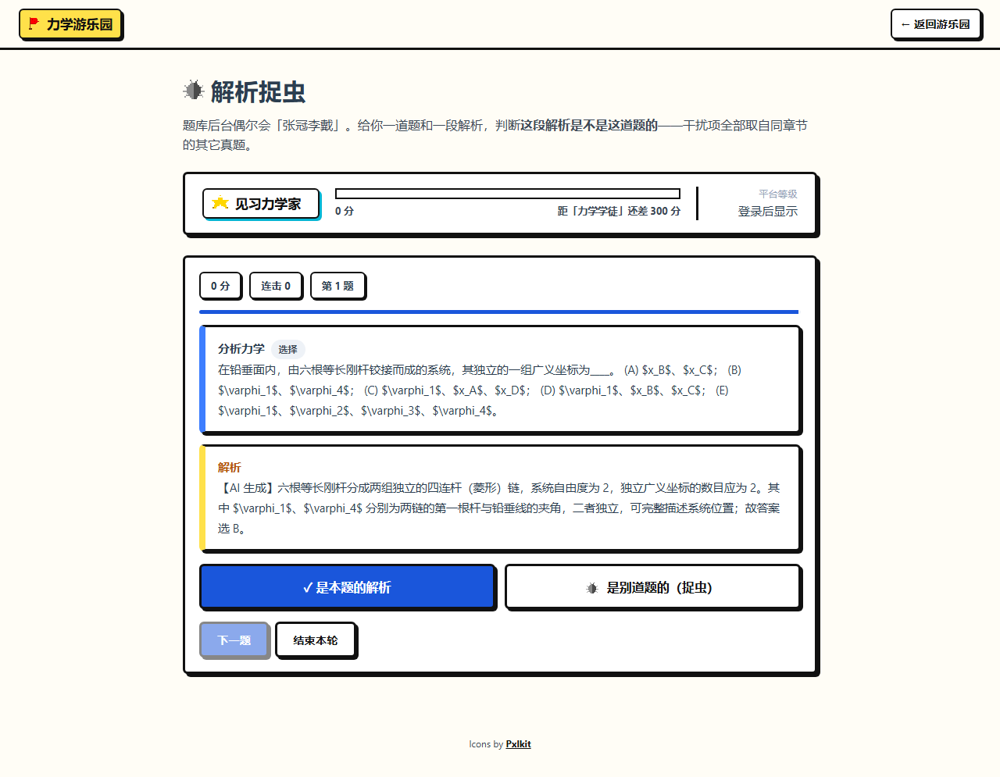 力学游乐园
← 返回游乐园
解析捉虫
题库后台偶尔会「张冠李戴」。给你一道题和一段解析，判断这段解析是不是这道题的——干扰项全部取自同章节
的其它真题。
见习力学家
0 分
距「力学学徒」还差 300 分
平台等级
登录后显示
0 分
连击 0
第 1 题
分析力学 选择
在铅垂面内，由六根等长刚杆铰接而成的系统，其独立的一组广义坐标为____。 (A) $x_B$、$x_C$； (B)
$\varphi_1$、$\varphi_4$； (C) $\varphi_1$、$x_A$、$x_D$； (D) $\varphi_1$、$x_B$、$x_C$； (E)
$\varphi_1$、$\varphi_2$、$\varphi_3$、$\varphi_4$。
解析
【AI 生成】六根等长刚杆分成两组独立的四连杆（菱形）链，系统自由度为 2，独立广义坐标的数目应为 2。其
中 $\varphi_1$、$\varphi_4$ 分别为两链的第一根杆与铅垂线的夹角，二者独立，可完整描述系统位置；故答案
选 B。
✓ 是本题的解析
是别道题的（捉虫）
下一题
结束本轮
Icons by Pxlkit